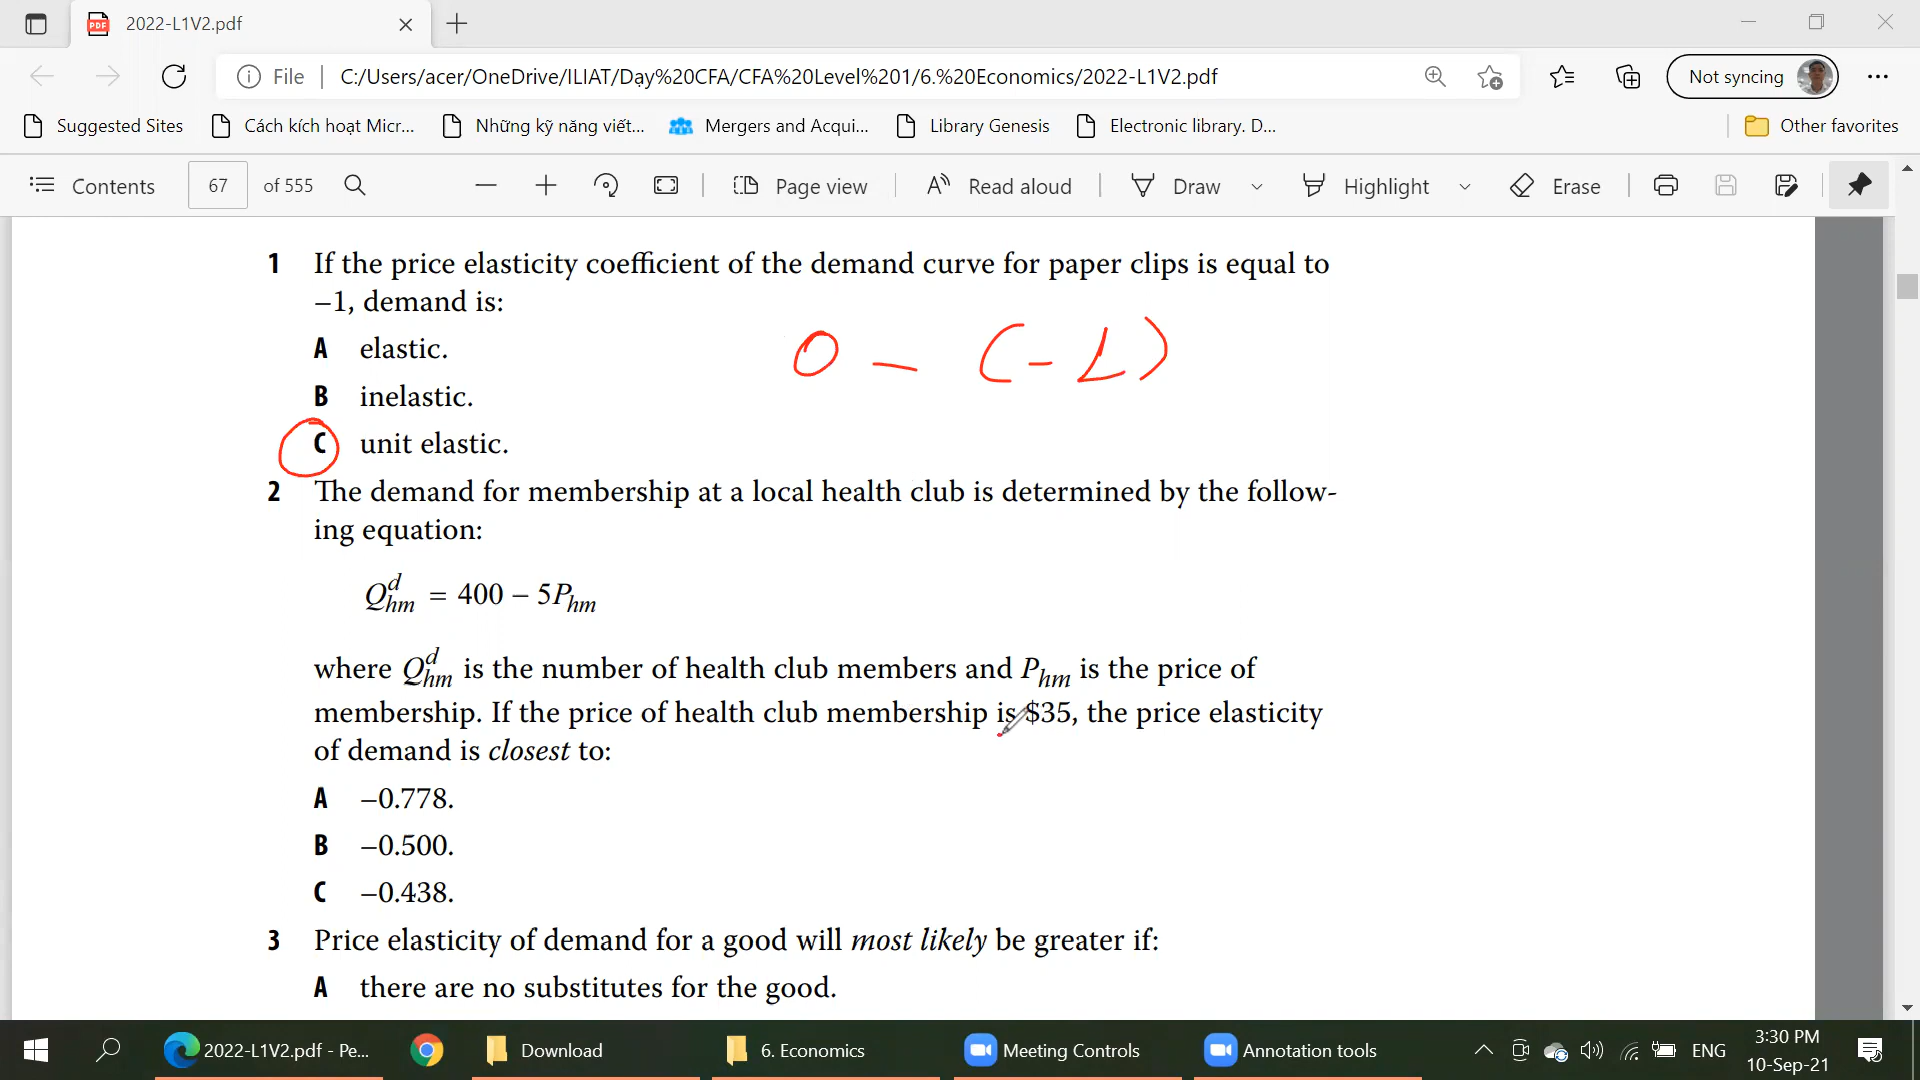 2022-L1V2.pdf
File
C:/Users/acer/OneDrive/ILIAT/Dạy%20CFA/CFA%20Level%201/6.%20Economics/2022-L1V2.pdf
Not syncing
Suggested Sites
Cách kích hoạt Micr...
Những kỹ năng viết...
Mergers and Acqui...
Library Genesis
Electronic library. D...
Other favorites
Contents
67 of 555
Page view
Read aloud
Draw
Highlight
Erase
1 If the price elasticity coefficient of the demand curve for paper clips is equal to
–1, demand is:
A elastic.
0 – (–1)
B inelastic.
C unit elastic.
2 The demand for membership at a local health club is determined by the follow-
ing equation:
Q^d_hm = 400 – 5P_hm
where Q^d_hm is the number of health club members and P_hm is the price of
membership. If the price of health club membership is $35, the price elasticity
of demand is closest to:
A –0.778.
B –0.500.
C –0.438.
3 Price elasticity of demand for a good will most likely be greater if:
A there are no substitutes for the good.
2022-L1V2.pdf - Pe...
Download
6. Economics
Meeting Controls
Annotation tools
ENG
3:30 PM
10-Sep-21